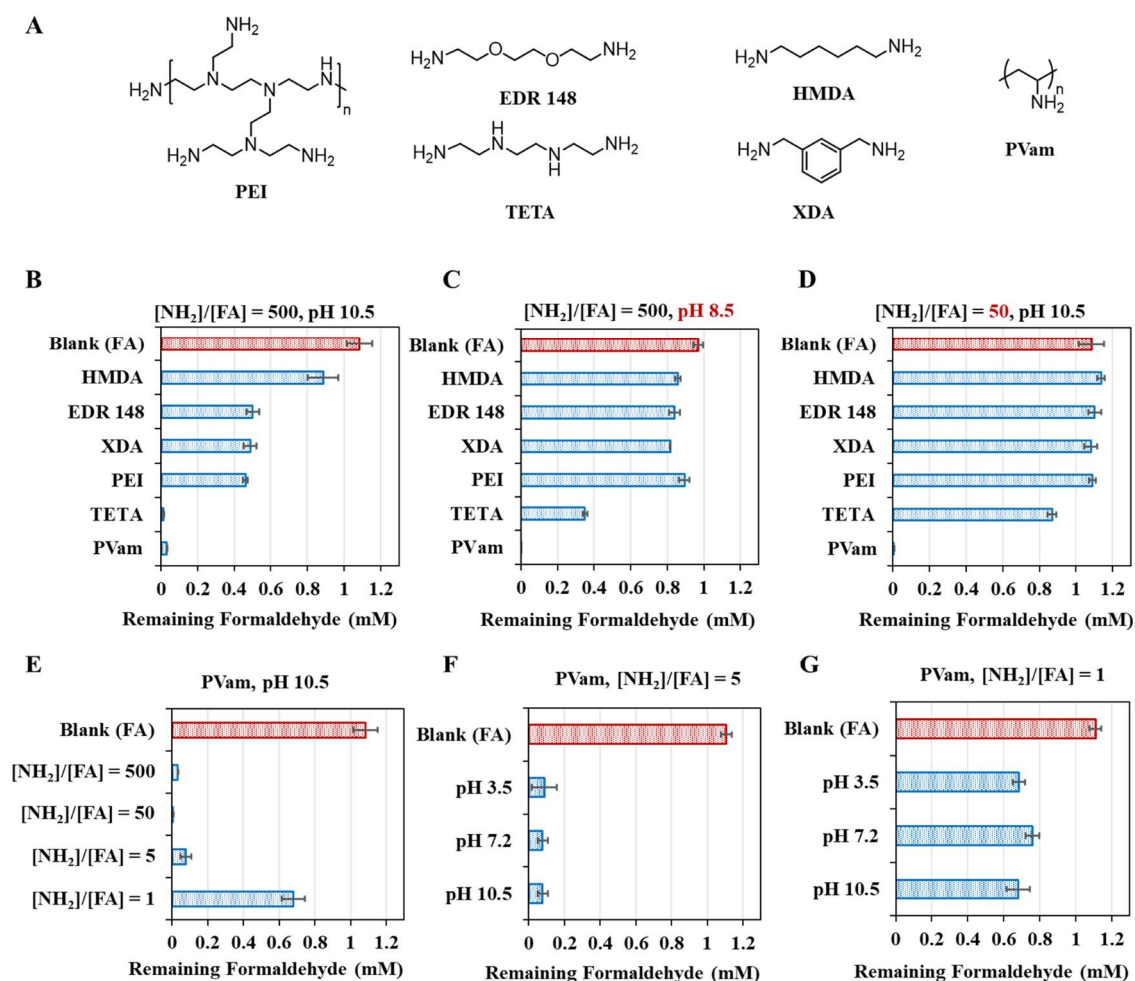 A
NH₂
H₂N
N
N
H
N
n
N
H₂N
NH₂
PEI
H₂N
O
O
NH₂
EDR 148
H₂N
H
N
N
H
NH₂
TETA
H₂N
NH₂
HMDA
H₂N
NH₂
XDA
n
NH₂
PVam
B
[NH₂]/[FA] = 500, pH 10.5
Blank (FA)
HMDA
EDR 148
XDA
PEI
TETA
PVam
0 0.2 0.4 0.6 0.8 1 1.2
Remaining Formaldehyde (mM)
C
[NH₂]/[FA] = 500, pH 8.5
Blank (FA)
HMDA
EDR 148
XDA
PEI
TETA
PVam
0 0.2 0.4 0.6 0.8 1 1.2
Remaining Formaldehyde (mM)
D
[NH₂]/[FA] = 50, pH 10.5
Blank (FA)
HMDA
EDR 148
XDA
PEI
TETA
PVam
0 0.2 0.4 0.6 0.8 1 1.2
Remaining Formaldehyde (mM)
E
PVam, pH 10.5
Blank (FA)
[NH₂]/[FA] = 500
[NH₂]/[FA] = 50
[NH₂]/[FA] = 5
[NH₂]/[FA] = 1
0 0.2 0.4 0.6 0.8 1 1.2
Remaining Formaldehyde (mM)
F
PVam, [NH₂]/[FA] = 5
Blank (FA)
pH 3.5
pH 7.2
pH 10.5
0 0.2 0.4 0.6 0.8 1 1.2
Remaining Formaldehyde (mM)
G
PVam, [NH₂]/[FA] = 1
Blank (FA)
pH 3.5
pH 7.2
pH 10.5
0 0.2 0.4 0.6 0.8 1 1.2
Remaining Formaldehyde (mM)